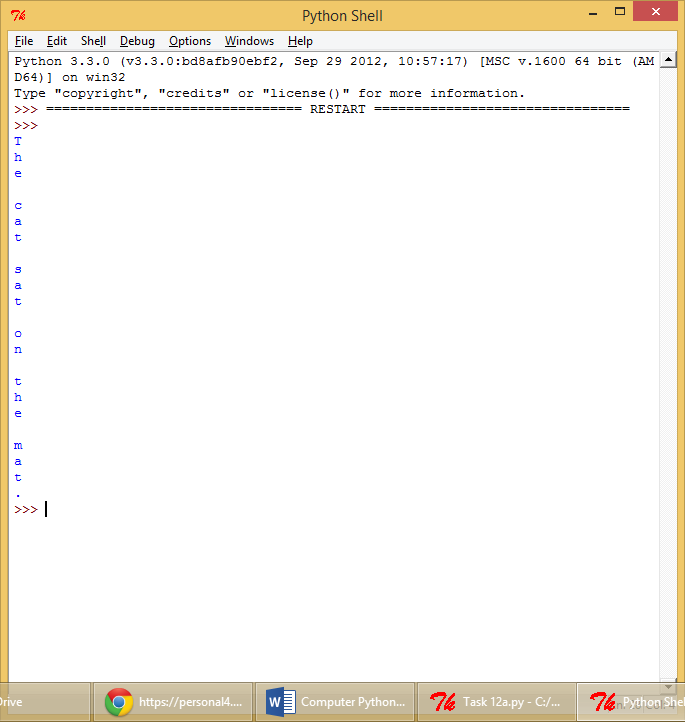 Python Shell
File Edit Shell Debug Options Windows Help
Python 3.3.0 (v3.3.0:bd8afb90ebf2, Sep 29 2012, 10:57:17) [MSC v.1600 64 bit (AM
D64)] on win32
Type "copyright", "credits" or "license()" for more information.
>>> ================================ RESTART ================================
>>>
T
h
e

c
a
t

s
a
t

o
n

t
h
e

m
a
t
.
>>>
Drive https://personal4.... Computer Python... Task 12a.py - C:/... Python Shel